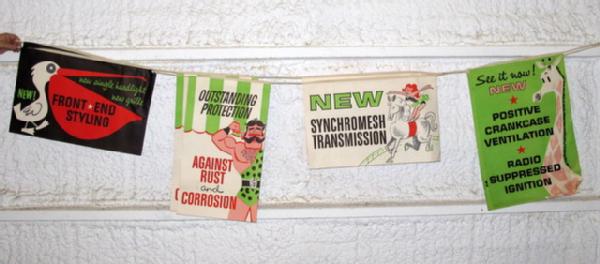 NEW!
new single headlight
new grille
FRONT-END
STYLING
OUTSTANDING
PROTECTION
AGAINST
RUST
and
CORROSION
NEW
SYNCHROMESH
TRANSMISSION
See it now!
NEW
POSITIVE
CRANKCASE
VENTILATION
RADIO
SUPPRESSED
IGNITION